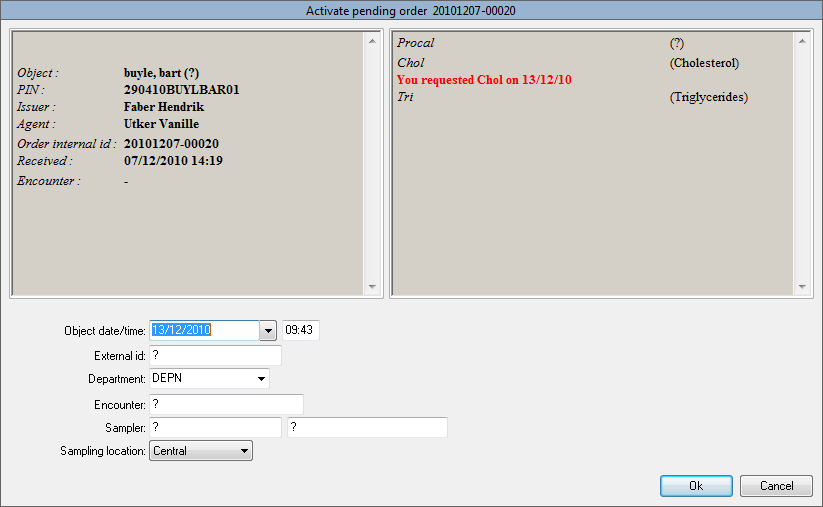 Activate pending order 20101207-00020
Object : buyle, bart (?)
PIN : 290410BUYLBAR01
Issuer : Faber Hendrik
Agent : Utker Vanille
Order internal id : 20101207-00020
Received : 07/12/2010 14:19
Encounter : -
Procal (?)
Chol (Cholesterol)
You requested Chol on 13/12/10
Tri (Triglycerides)
Object date/time: 13/12/2010 09:43
External id: ?
Department: DEPN
Encounter: ?
Sampler: ? ?
Sampling location: Central
Ok Cancel